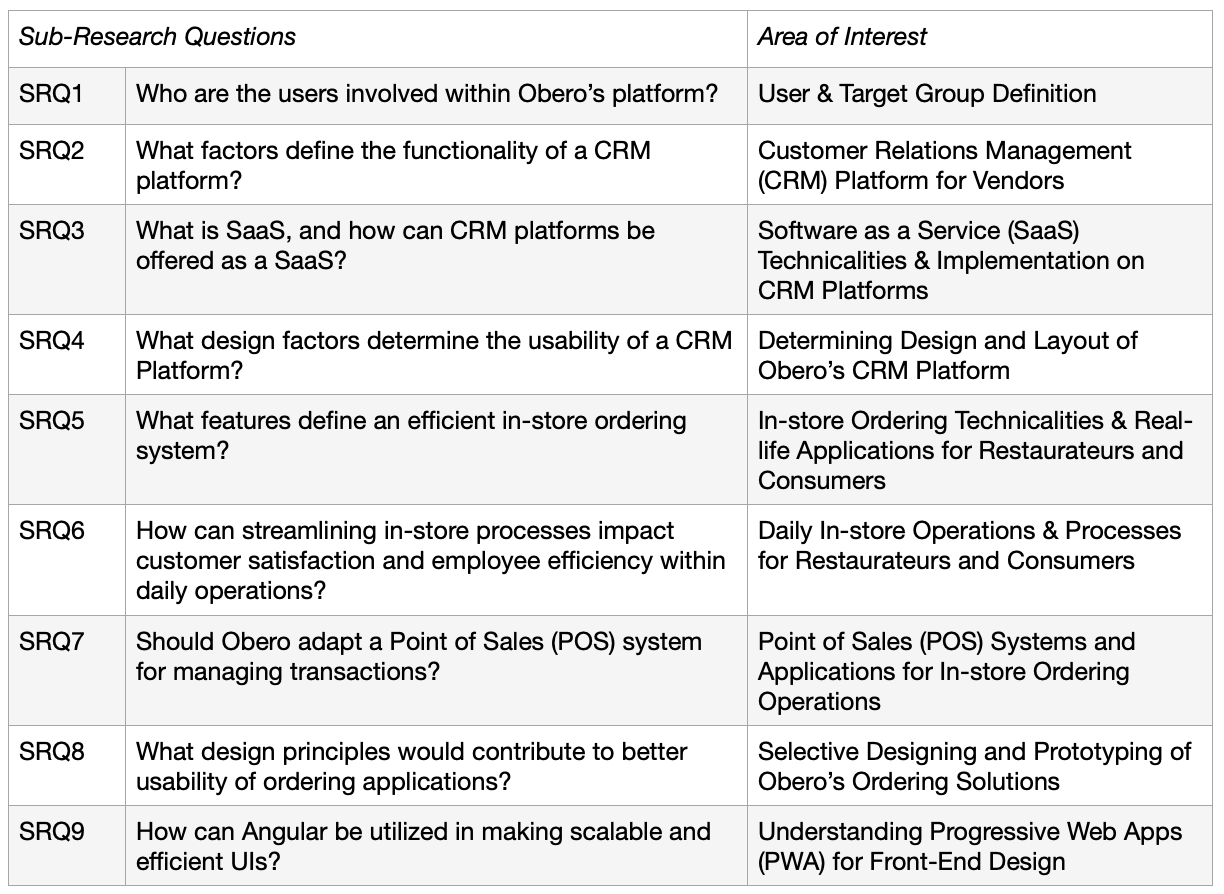 Sub-Research Questions
Area of Interest
SRQ1
Who are the users involved within Obero’s platform?
User & Target Group Definition
SRQ2
What factors define the functionality of a CRM
platform?
Customer Relations Management
(CRM) Platform for Vendors
SRQ3
What is SaaS, and how can CRM platforms be
offered as a SaaS?
Software as a Service (SaaS)
Technicalities & Implementation on
CRM Platforms
SRQ4
What design factors determine the usability of a CRM
Platform?
Determining Design and Layout of
Obero’s CRM Platform
SRQ5
What features define an efficient in-store ordering
system?
In-store Ordering Technicalities & Real-
life Applications for Restaurateurs and
Consumers
SRQ6
How can streamlining in-store processes impact
customer satisfaction and employee efficiency within
daily operations?
Daily In-store Operations & Processes
for Restaurateurs and Consumers
SRQ7
Should Obero adapt a Point of Sales (POS) system
for managing transactions?
Point of Sales (POS) Systems and
Applications for In-store Ordering
Operations
SRQ8
What design principles would contribute to better
usability of ordering applications?
Selective Designing and Prototyping of
Obero’s Ordering Solutions
SRQ9
How can Angular be utilized in making scalable and
efficient UIs?
Understanding Progressive Web Apps
(PWA) for Front-End Design